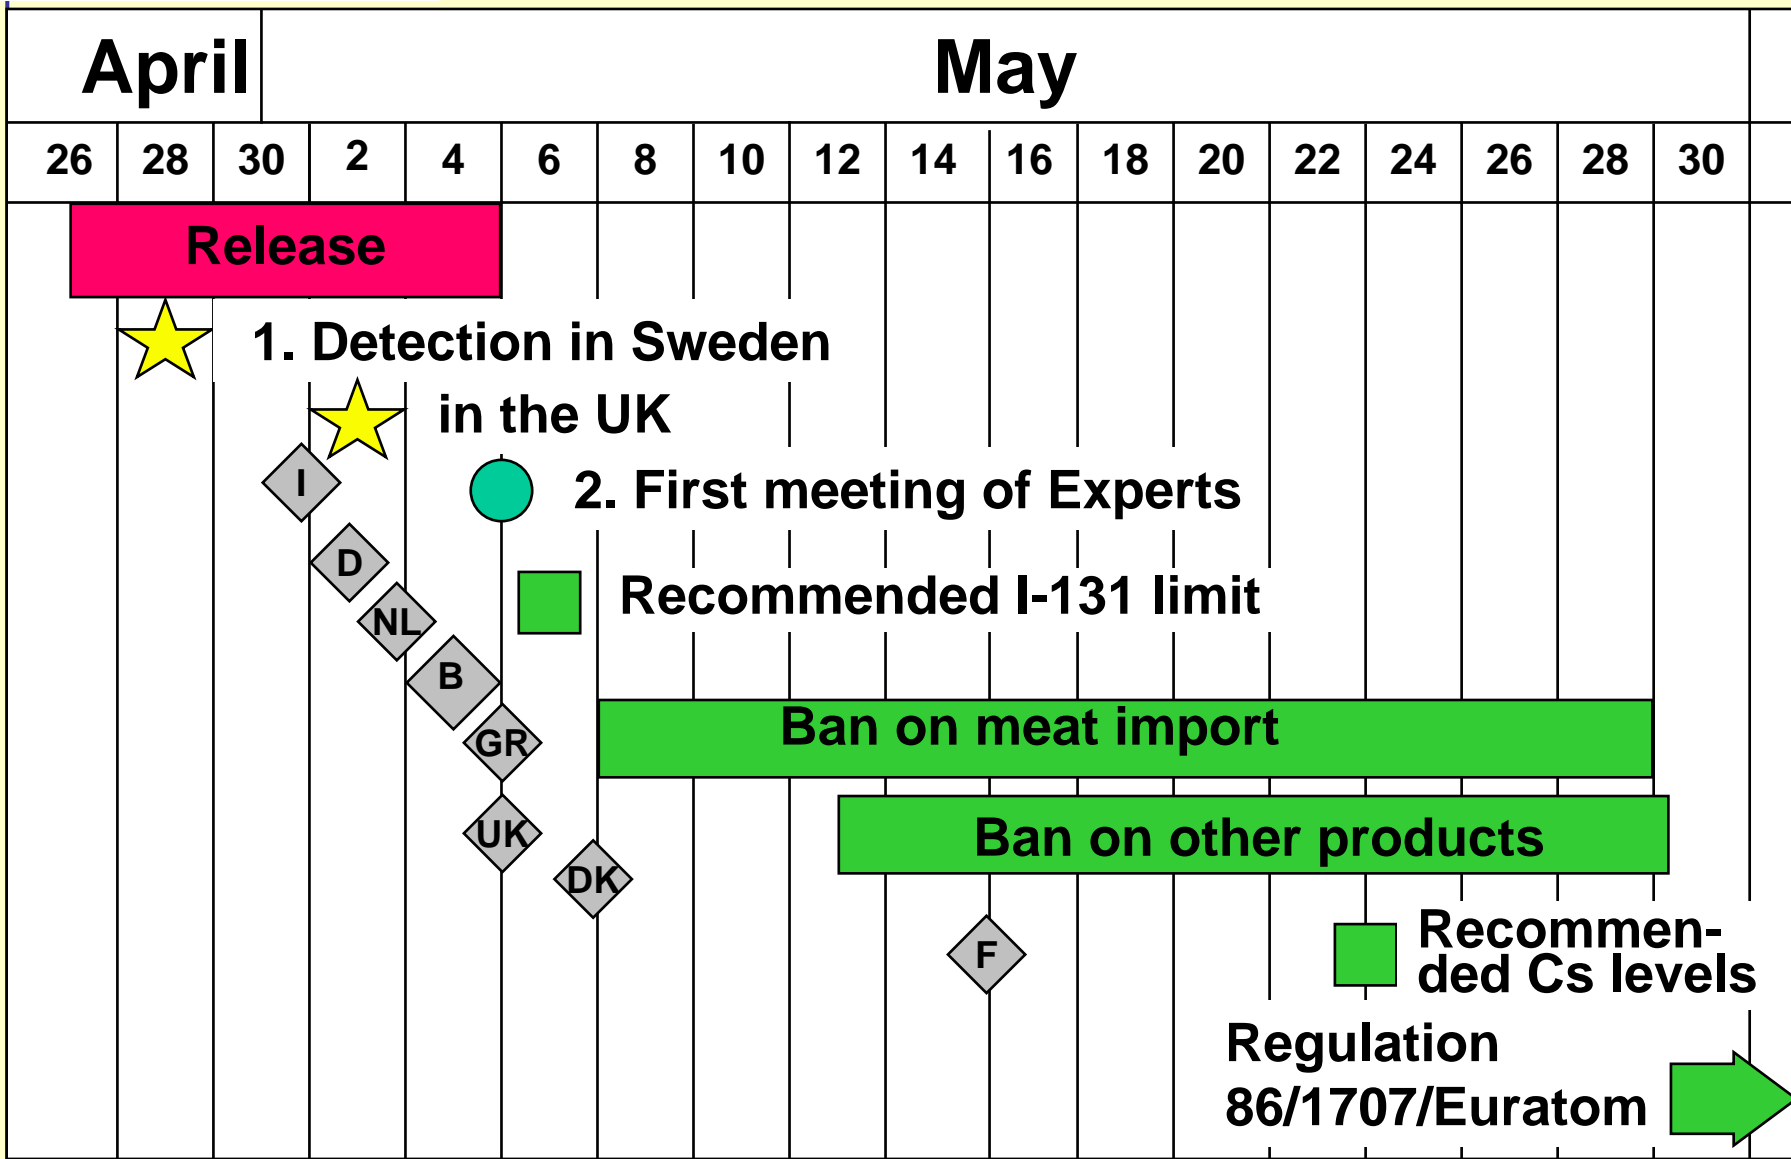 April May
26 28 30 2 4 6 8 10 12 14 16 18 20 22 24 26 28 30
Release
1. Detection in Sweden
in the UK
I
2. First meeting of Experts
D
Recommended I-131 limit
NL
B
Ban on meat import
GR
UK
Ban on other products
DK
F
Recommen-
ded Cs levels
Regulation
86/1707/Euratom